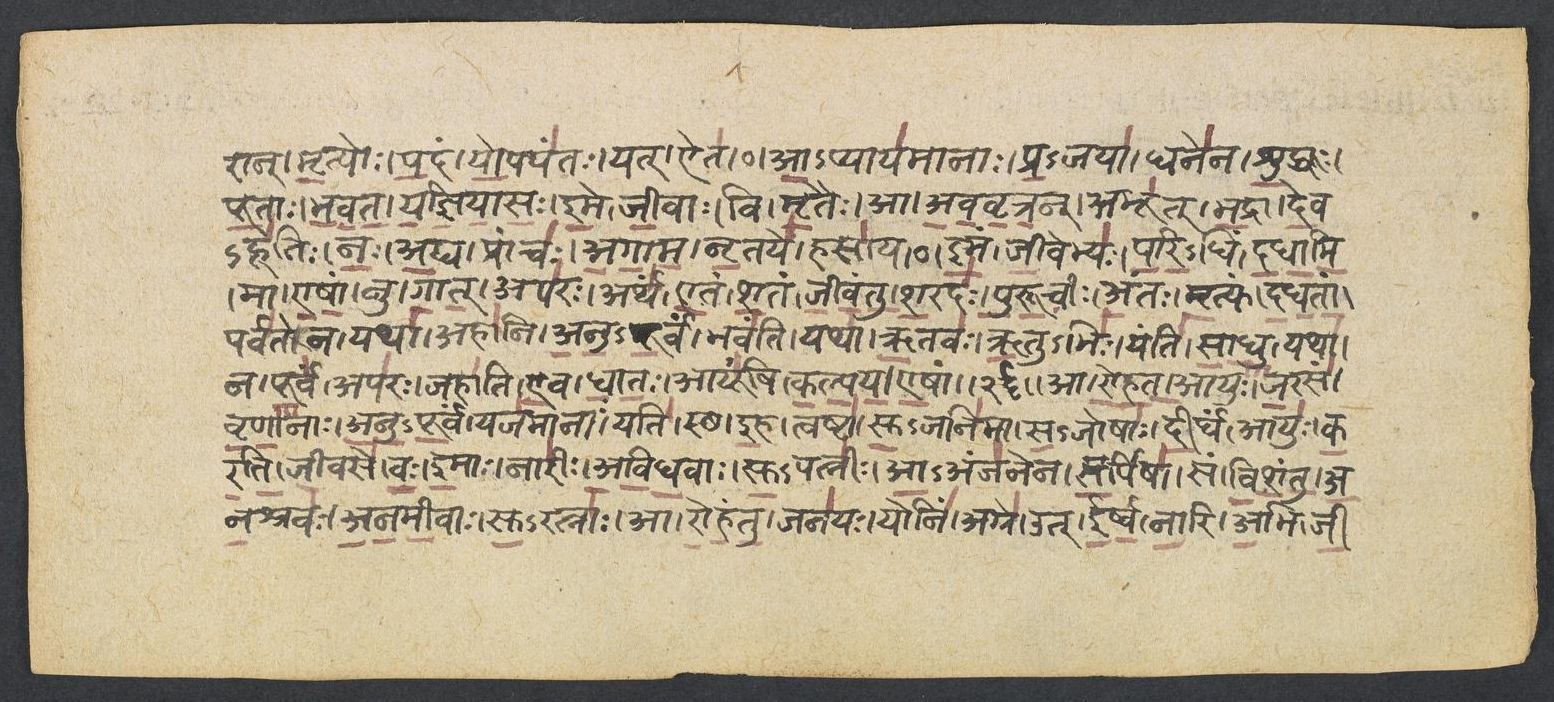 रान्।मृत्योः।पदं।योपयंतः।यत्।ऐत।०।आऽप्यायमानाः।प्रऽजया।धनेन।शुद्धाः।
पूताः।भवत।यज्ञियासः।इमे।जीवाः।वि।मृतैः।आ।अववृत्रन्।अभूत्।भद्रा।देव
ऽहूतिः।नः।अद्य।प्रांचः।अगाम।नृतये।हसाय।०।इमं।जीवेभ्यः।परिऽधिं।दधामि
।मा।एषां।नु।गात्।अपरः।अर्थं।एतं।शतं।जीवंतु।शरदः।पुरूचीः।अंतः।मृत्युं।दधतां।
पर्वतेन।यथा।अहानि।अनुऽपूर्वं।भवंति।यथा।ऋतवः।ऋतुऽभिः।यंति।साधु।यथा।
न।पूर्वं।अपरः।जहाति।एव।धातः।आयूंषि।कल्पय।एषां॥२६॥आ।रोहत।आयुः।जरसं।
वृणानाः।अनुऽपूर्वं।यतमानाः।यति।स्थ।इह।त्वष्टा।सुऽजनिमा।सऽजोषाः।दीर्घं।आयुः।क
रति।जीवसे।वः।इमाः।नारीः।अविधवाः।सुऽपत्नीः।आऽअंजनेन।सर्पिषा।सं।विशंतु।अ
नश्रवः।अनमीवाः।सुऽरत्नाः।आ।रोहंतु।जनयः।योनिं।अग्रे।उत्।ईर्ष्व।नारि।अभि।जी